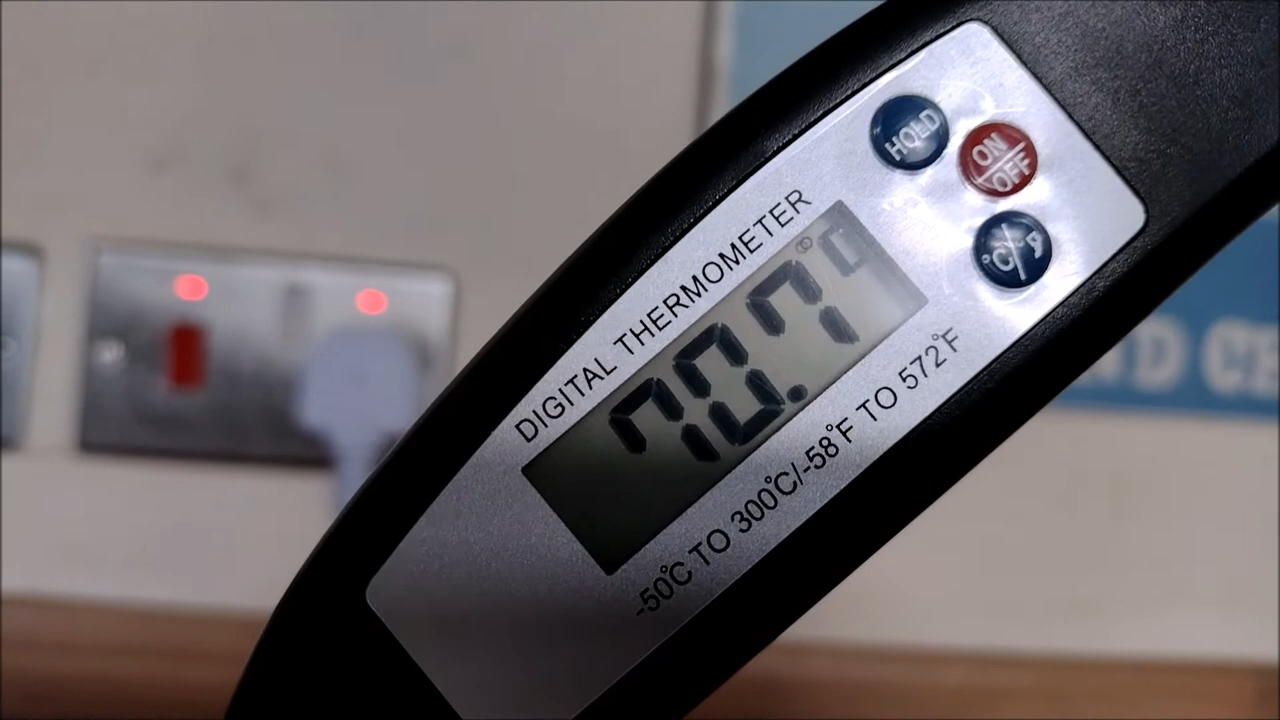 HOLD
ON
OFF
°C/°F
DIGITAL THERMOMETER
70.7°
-50°C TO 300°C/-58°F TO 572°F